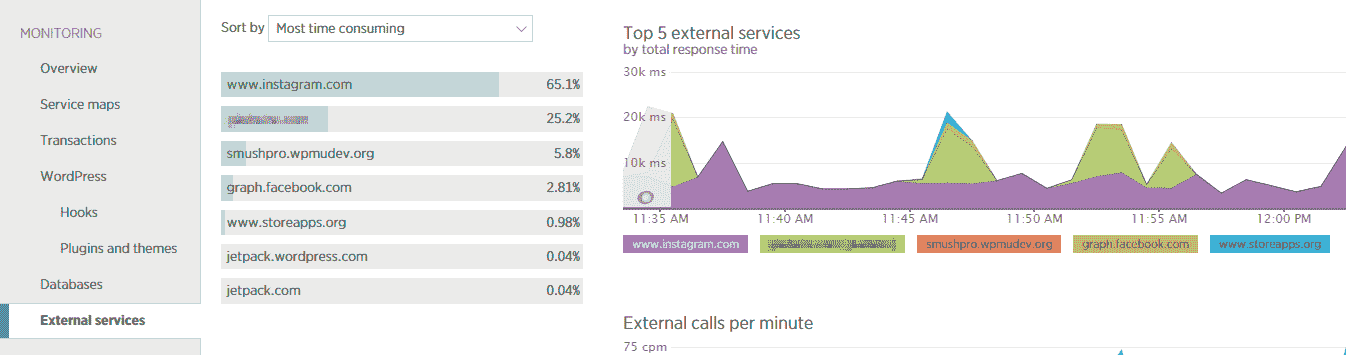 MONITORING
Overview
Service maps
Transactions
WordPress
Hooks
Plugins and themes
Databases
External services
Sort by Most time consuming
www.instagram.com 65.1%
25.2%
smushpro.wpmudev.org 5.8%
graph.facebook.com 2.81%
www.storeapps.org 0.98%
jetpack.wordpress.com 0.04%
jetpack.com 0.04%
Top 5 external services
by total response time
30k ms
20k ms
10k ms
11:35 AM 11:40 AM 11:45 AM 11:50 AM 11:55 AM 12:00 PM
www.instagram.com smushpro.wpmudev.org graph.facebook.com www.storeapps.org
External calls per minute
75 cpm